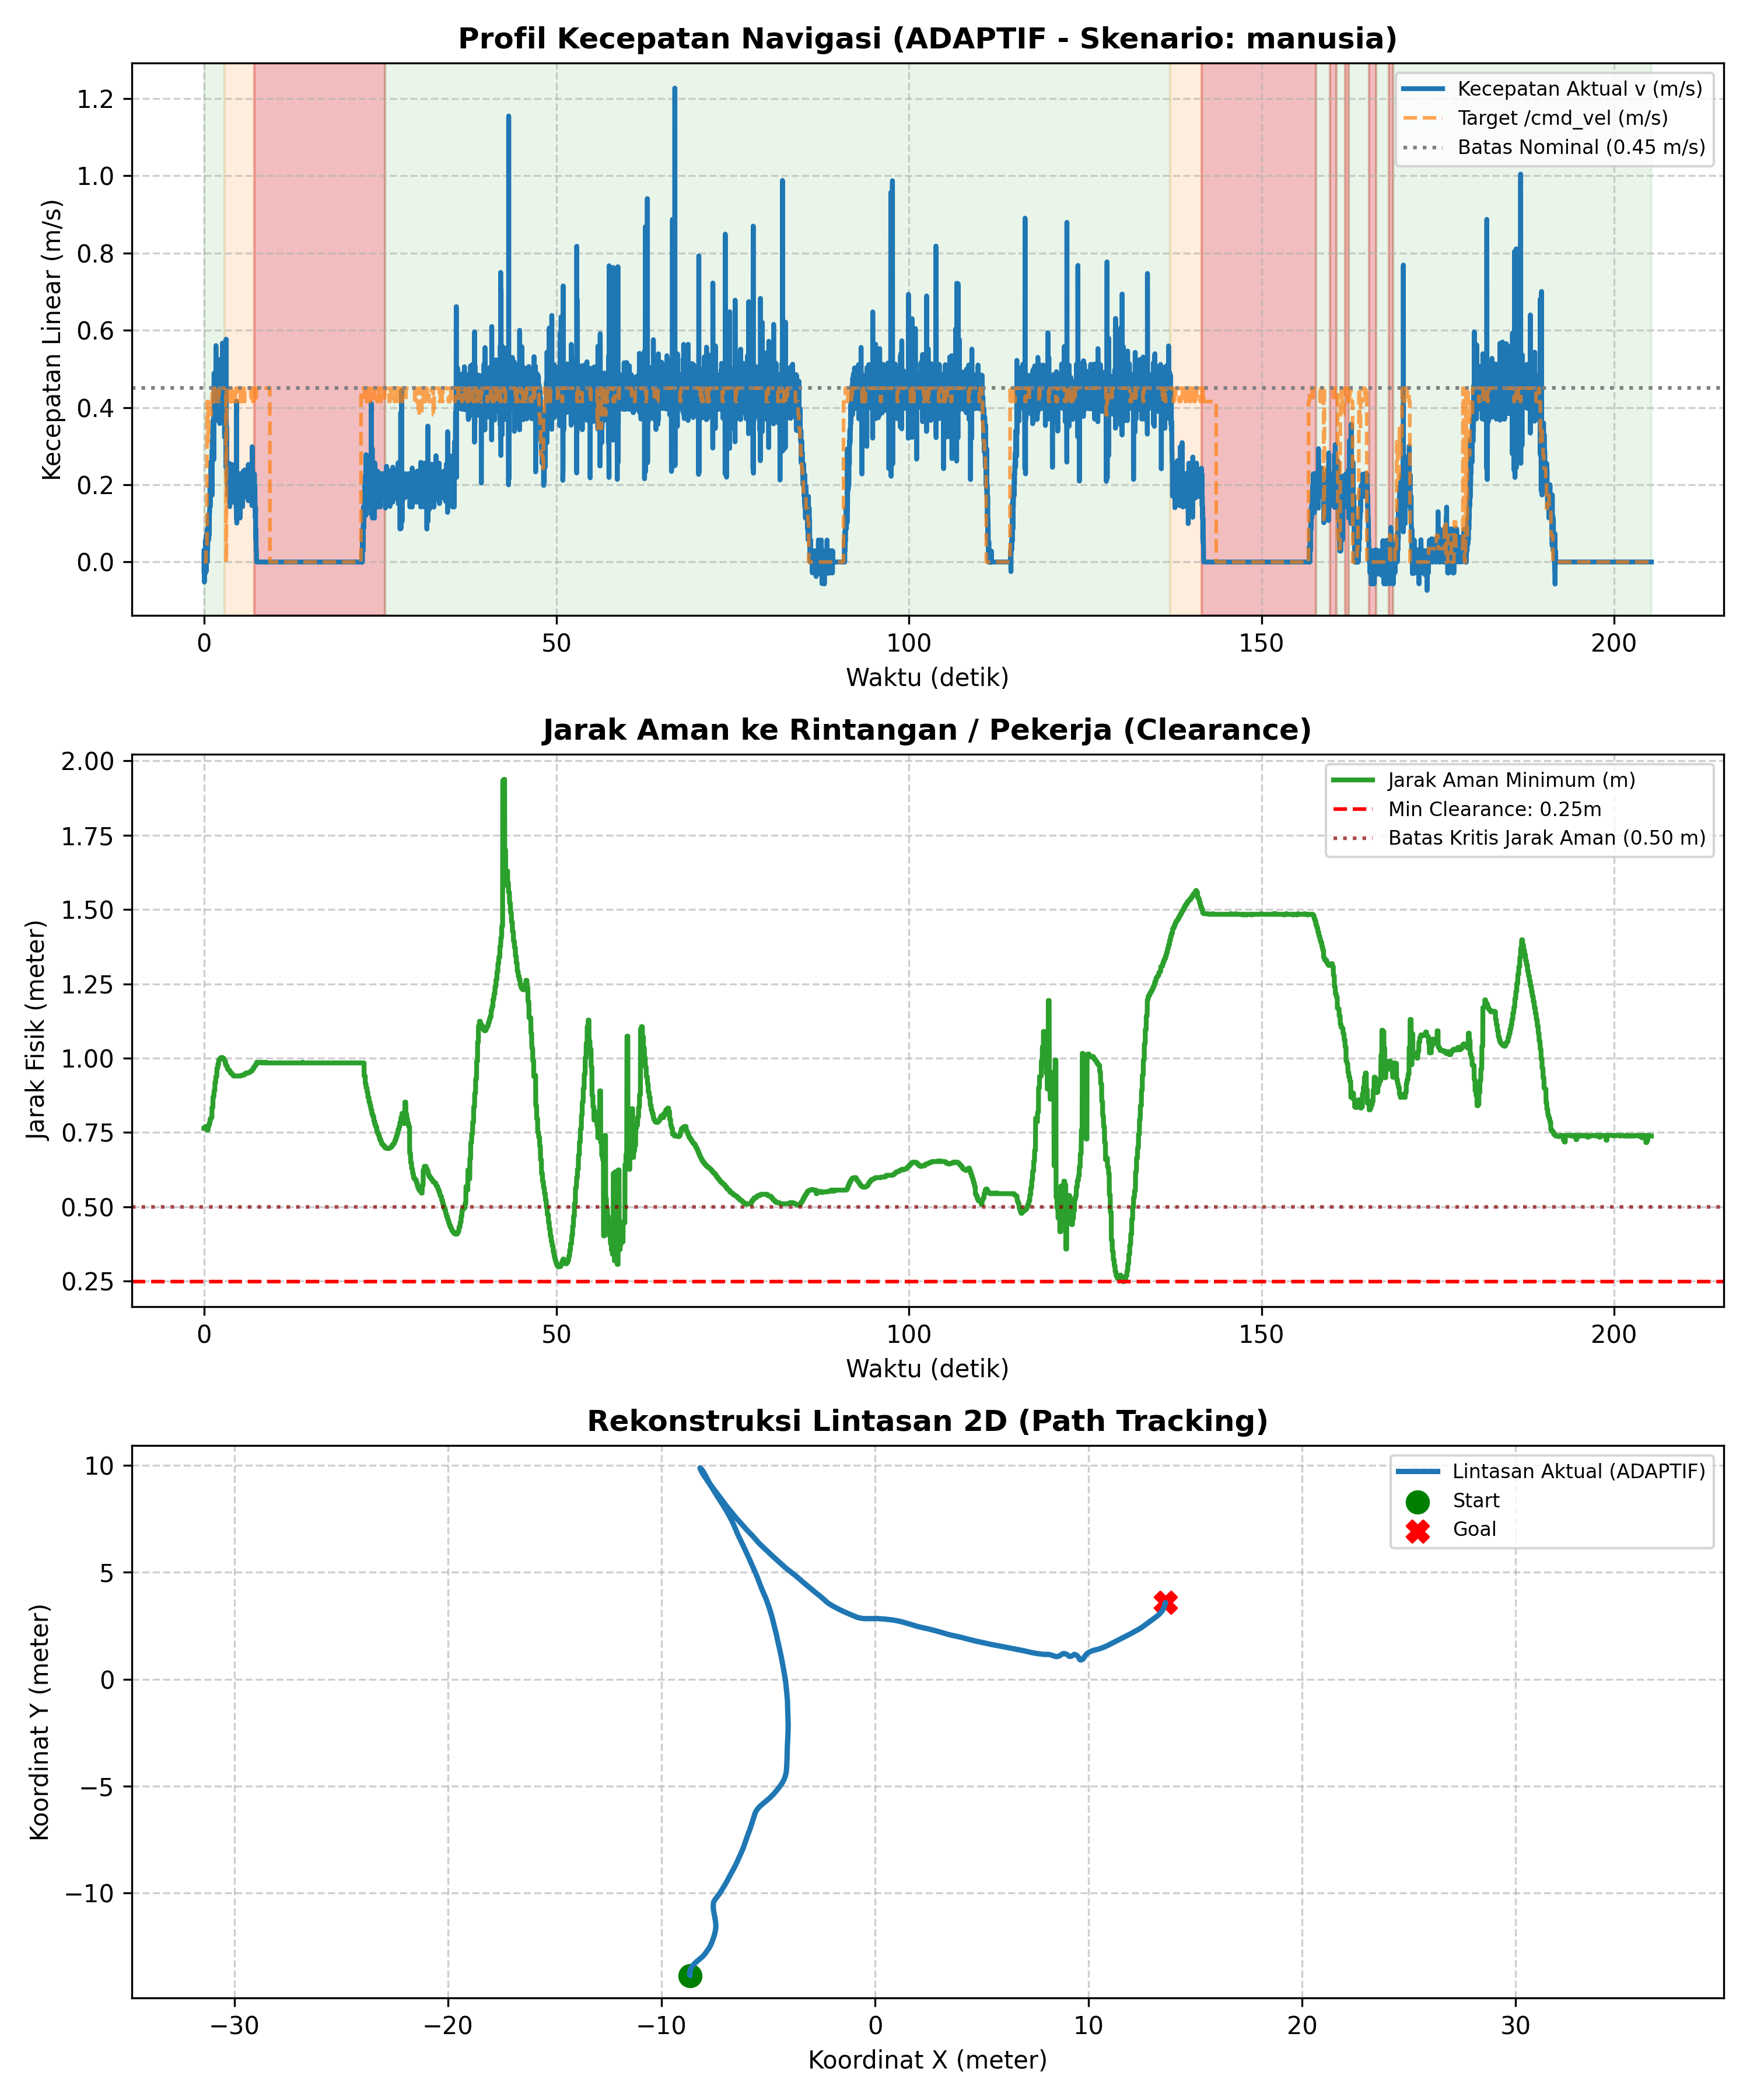 Profil Kecepatan Navigasi (ADAPTIF - Skenario: manusia)
Kecepatan Linear (m/s)
1.2
1.0
0.8
0.6
0.4
0.2
0.0
Kecepatan Aktual v (m/s)
Target /cmd_vel (m/s)
Batas Nominal (0.45 m/s)
0 50 100 150 200
Waktu (detik)
Jarak Aman ke Rintangan / Pekerja (Clearance)
Jarak Fisik (meter)
2.00
1.75
1.50
1.25
1.00
0.75
0.50
0.25
Jarak Aman Minimum (m)
Min Clearance: 0.25m
Batas Kritis Jarak Aman (0.50 m)
0 50 100 150 200
Waktu (detik)
Rekonstruksi Lintasan 2D (Path Tracking)
Koordinat Y (meter)
10
5
0
−5
−10
Lintasan Aktual (ADAPTIF)
Start
Goal
−30 −20 −10 0 10 20 30
Koordinat X (meter)